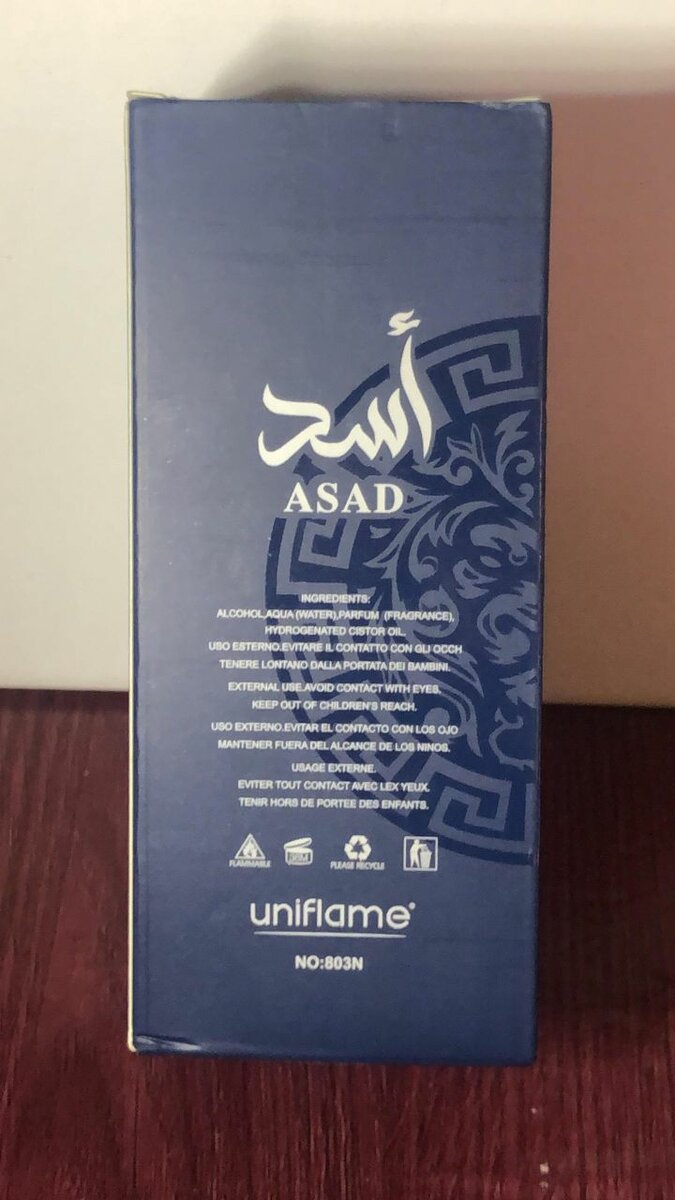 أسد
ASAD
INGREDIENTS:
ALCOHOL,AQUA (WATER),PARFUM (FRAGRANCE),
HYDROGENATED CISTOR OIL.
USO ESTERNO.EVITARE IL CONTATTO CON GLI OCCH
TENERE LONTANO DALLA PORTATA DEI BAMBINI.
EXTERNAL USE.AVOID CONTACT WITH EYES.
KEEP OUT OF CHILDREN'S REACH.
USO EXTERNO.EVITAR EL CONTACTO CON LOS OJO
MANTENER FUERA DEL ALCANCE DE LOS NINOS.
USAGE EXTERNE.
EVITER TOUT CONTACT AVEC LEX YEUX.
TENIR HORS DE PORTEE DES ENFANTS.
FLAMMABLE 36M PLEASE RECYCLE
uniflame®
NO:803N